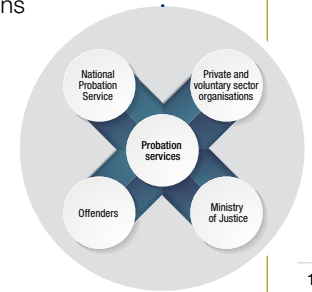 ns
National
Probation
Service
Private and
voluntary sector
organisations
Probation
services
Offenders
Ministry
of Justice
1